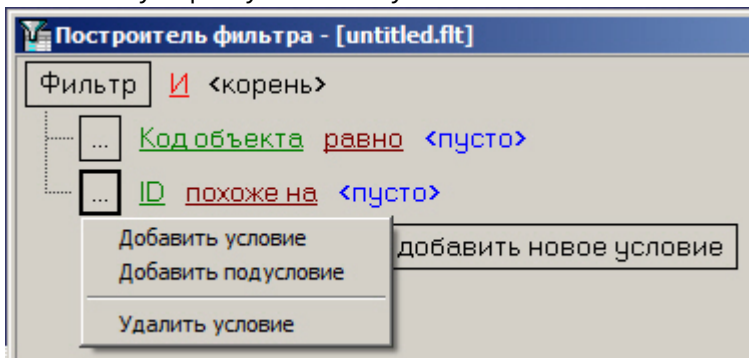 Построитель фильтра - [untitled.flt]
Фильтр И <корень>
... Код объекта равно <пусто>
... ID похоже на <пусто>
Добавить условие
добавить новое условие
Добавить подусловие
Удалить условие